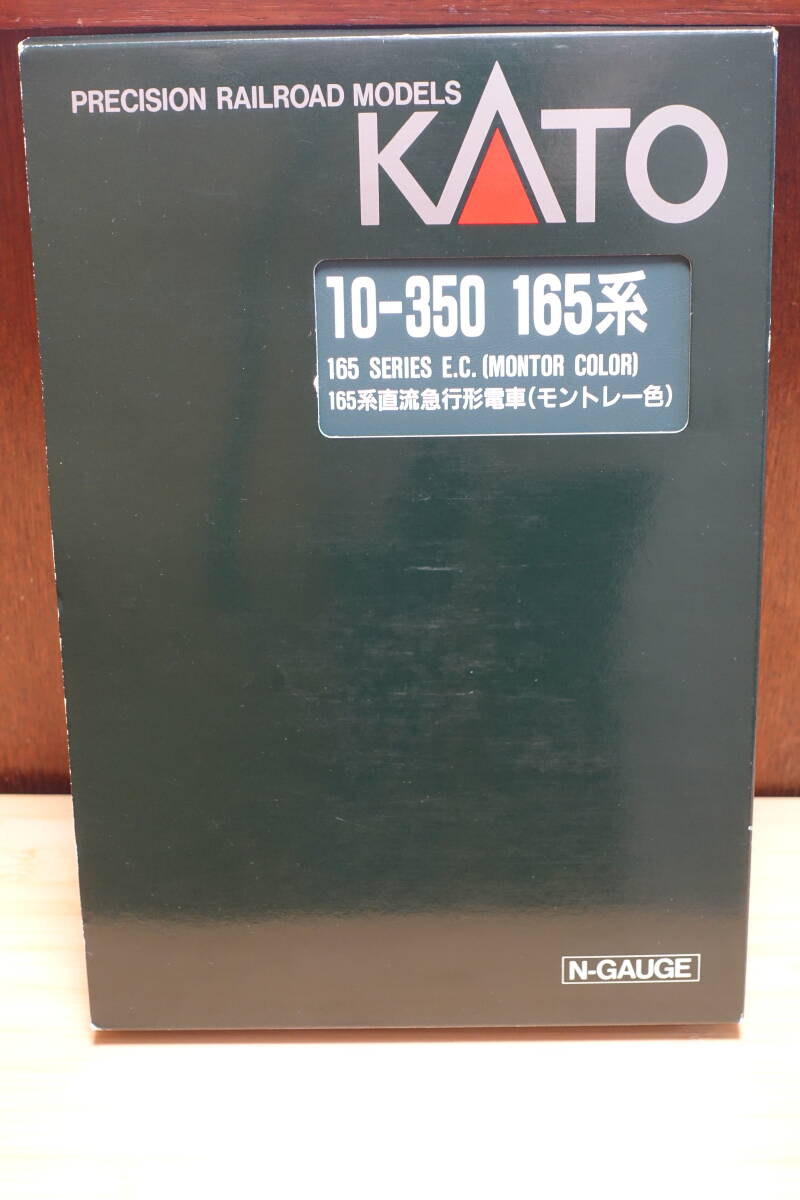 PRECISION RAILROAD MODELS
KATO
10-350 165系
165 SERIES E.C. (MONTOR COLOR)
165系直流急行形電車(モントレー色)
N-GAUGE